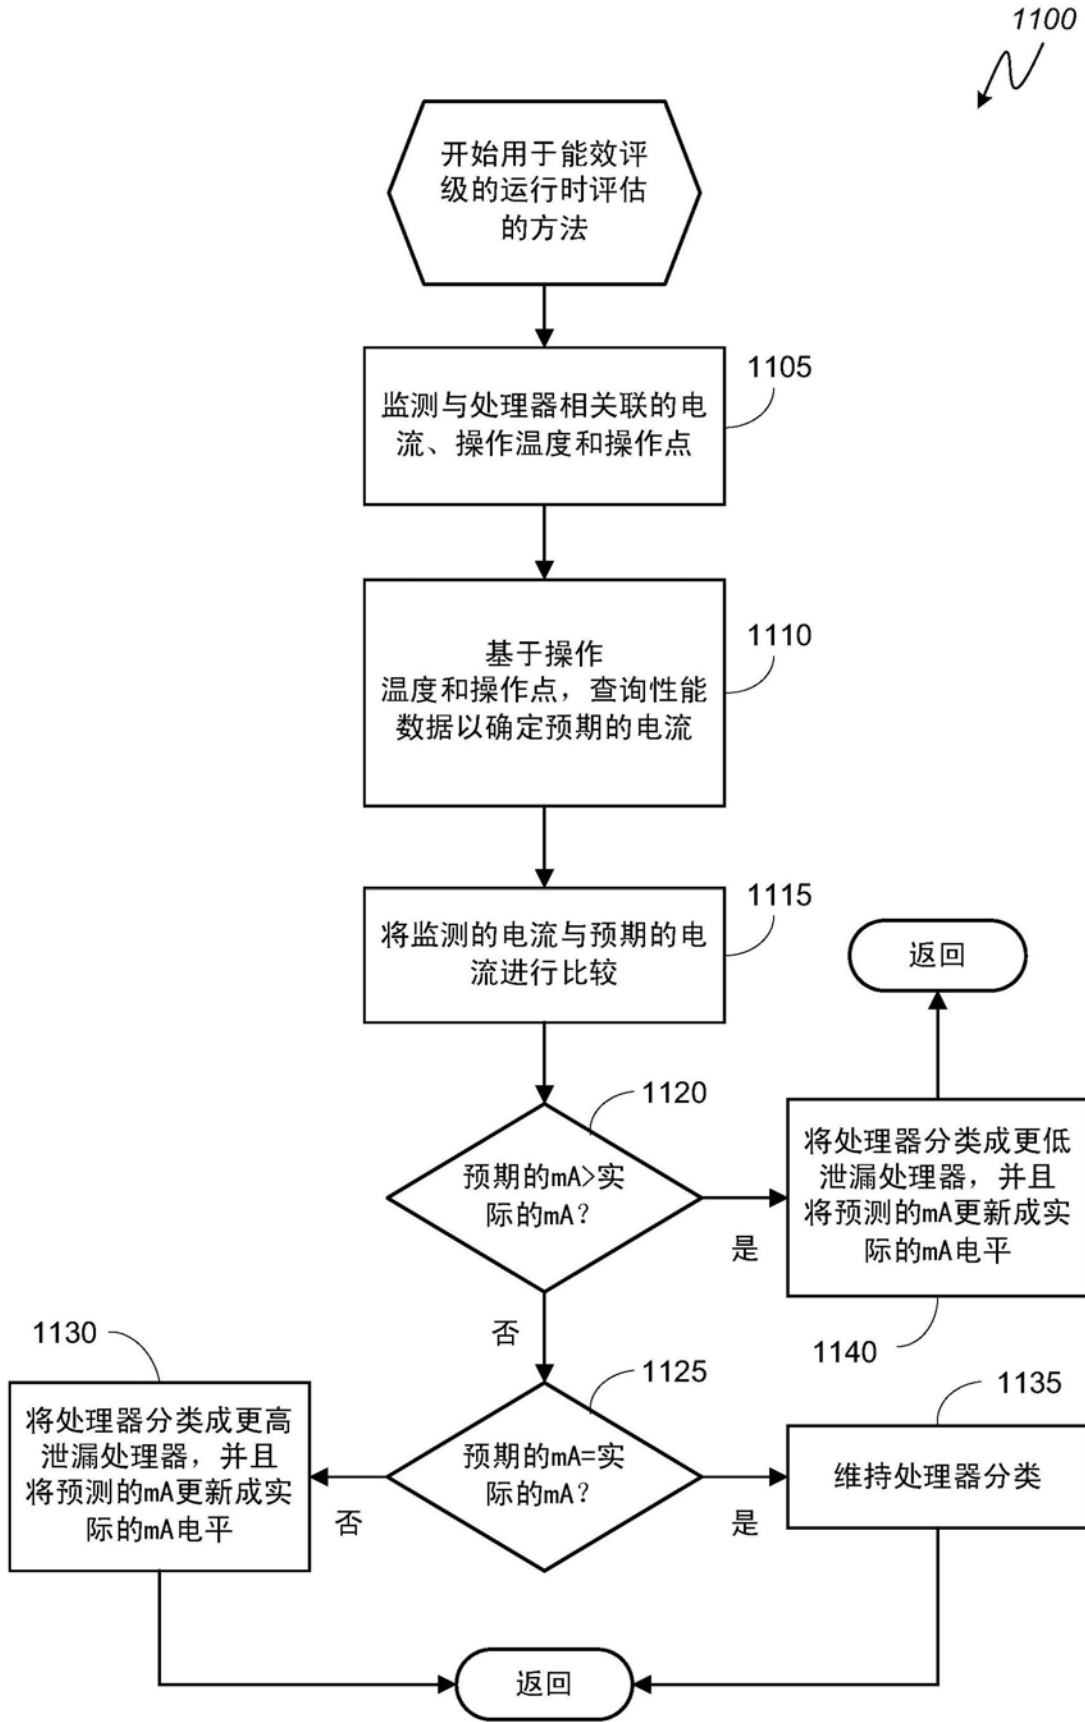 1100
开始用于能效评
级的运行时评估
的方法
1105
监测与处理器相关联的电
流、操作温度和操作点
1110
基于操作
温度和操作点，查询性能
数据以确定预期的电流
1115
将监测的电流与预期的电
流进行比较
返回
1120
预期的mA>实
际的mA？
是
将处理器分类成更低
泄漏处理器，并且
将预测的mA更新成实
际的mA电平
1140
否
1130
将处理器分类成更高
泄漏处理器，并且
将预测的mA更新成实
际的mA电平
1125
预期的mA=实
际的mA？
否
是
1135
维持处理器分类
返回